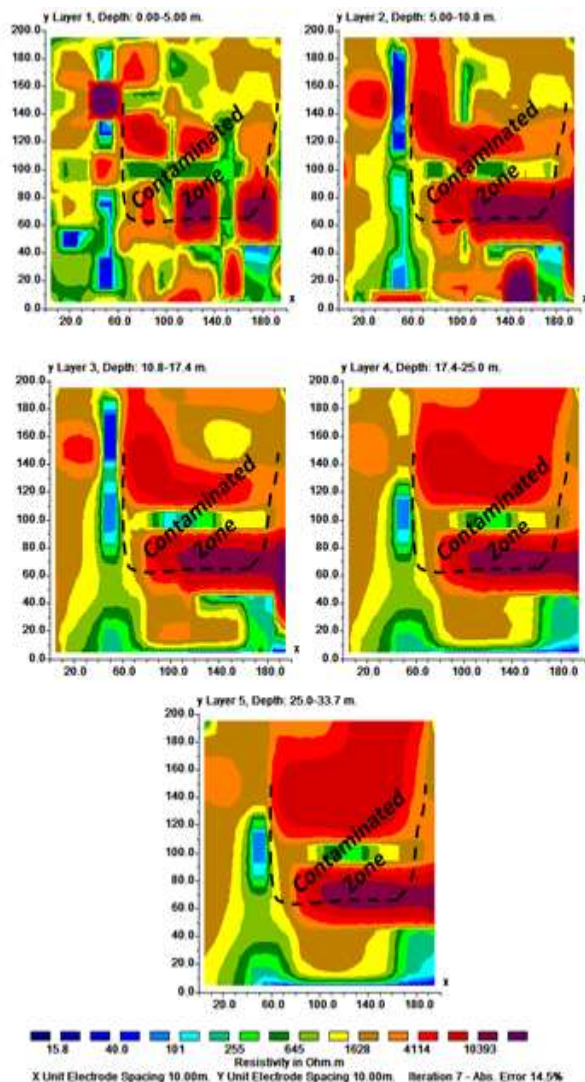 y Layer 1, Depth: 0.00-5.00 m.
y Layer 2, Depth: 5.00-10.8 m.
200.0
180.0
160.0
140.0
120.0
100.0
80.0
60.0
40.0
20.0
0.0
Contaminated
Zone
x
20.0 60.0 100.0 140.0 180.0
200.0
180.0
160.0
140.0
120.0
100.0
80.0
60.0
40.0
20.0
0.0
Contaminated
Zone
x
20.0 60.0 100.0 140.0 180.0
y Layer 3, Depth: 10.8-17.4 m.
y Layer 4, Depth: 17.4-25.0 m.
200.0
180.0
160.0
140.0
120.0
100.0
80.0
60.0
40.0
20.0
0.0
Contaminated
Zone
x
20.0 60.0 100.0 140.0 180.0
200.0
180.0
160.0
140.0
120.0
100.0
80.0
60.0
40.0
20.0
0.0
Contaminated
Zone
x
20.0 60.0 100.0 140.0 180.0
y Layer 5, Depth: 25.0-33.7 m.
200.0
180.0
160.0
140.0
120.0
100.0
80.0
60.0
40.0
20.0
0.0
Contaminated
Zone
x
20.0 60.0 100.0 140.0 180.0
15.8 40.0 101 255 645 1628 4114 10393
Resistivity in Ohm.m
X Unit Electrode Spacing 10.00m. Y Unit Electrode Spacing 10.00m. Iteration 7 - Abs. Error 14.5%